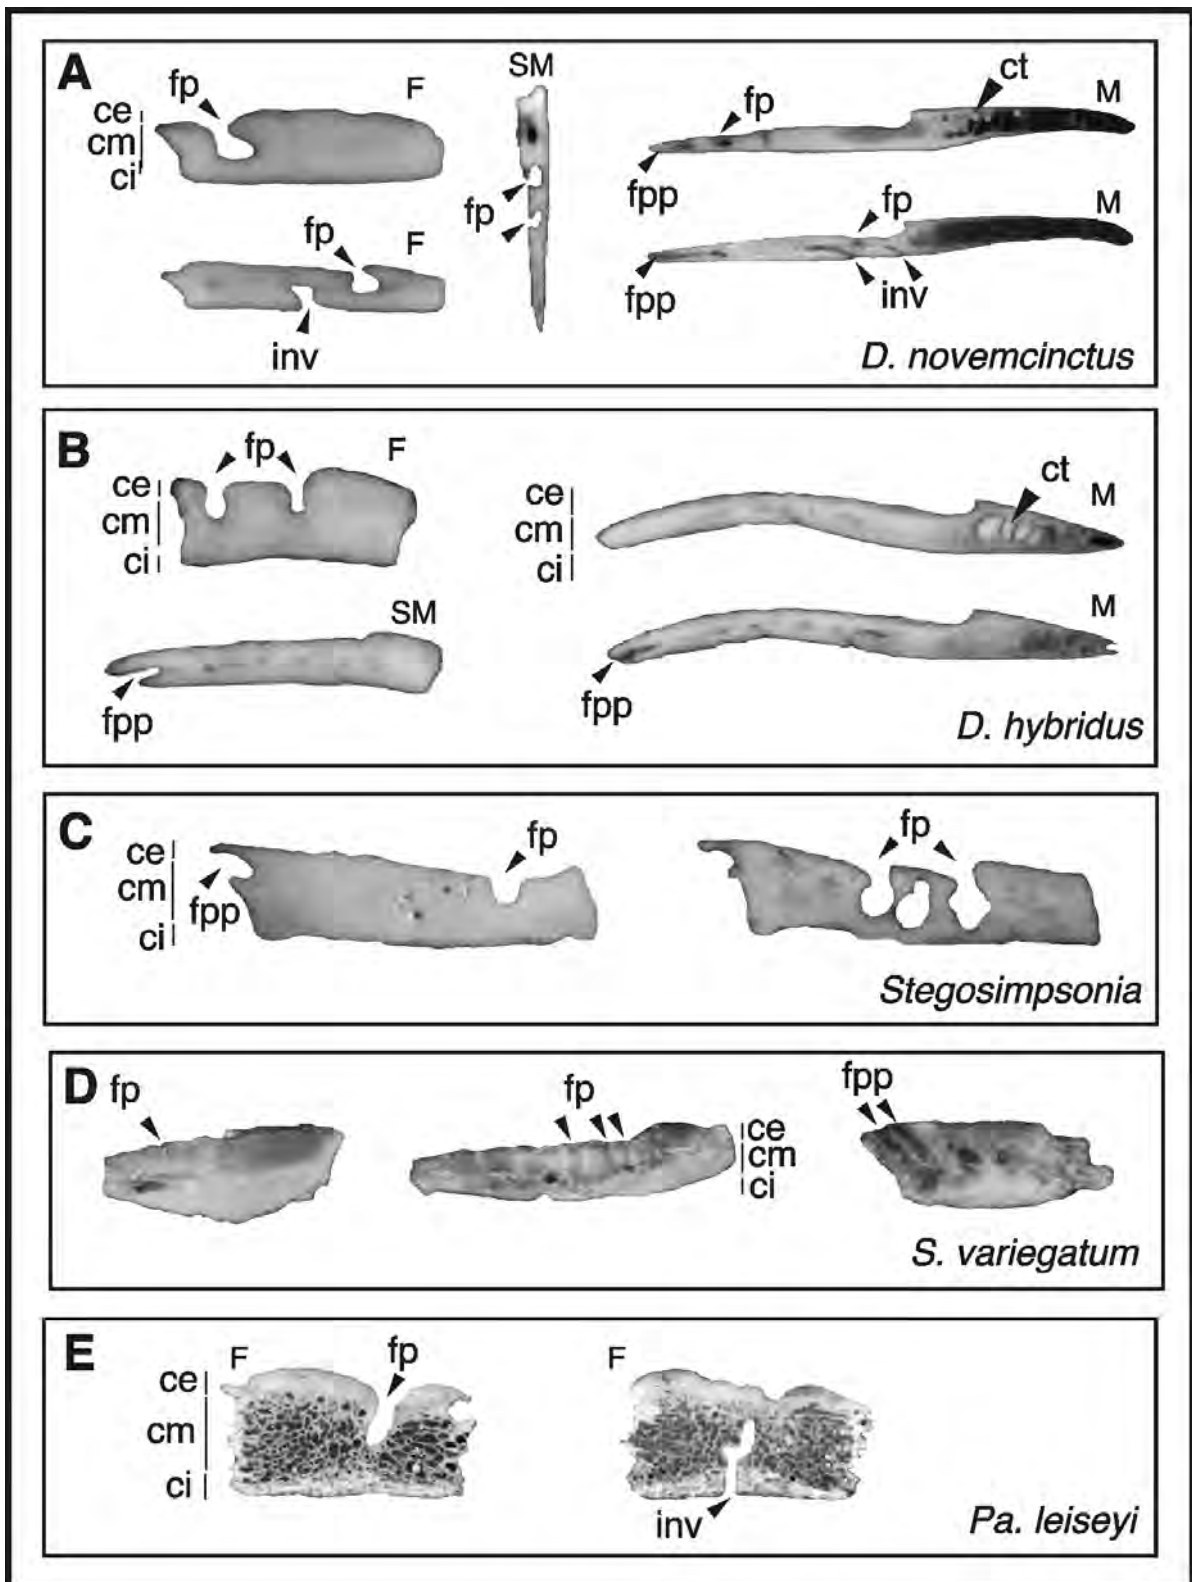 A
fp
F
SM
ct
M
ce
cm
ci
fp
fpp
fp
F
fp
fp
M
fpp
inv
inv
D. novemcinctus
B
fp
F
ce
cm
ci
ce
cm
ci
ct
M
SM
M
fpp
fpp
D. hybridus
C
ce
cm
ci
fpp
fp
fp
Stegosimpsonia
D
fp
fp
fpp
ce
cm
ci
S. variegatum
E
F
fp
F
ce
cm
ci
inv
Pa. leiseyi